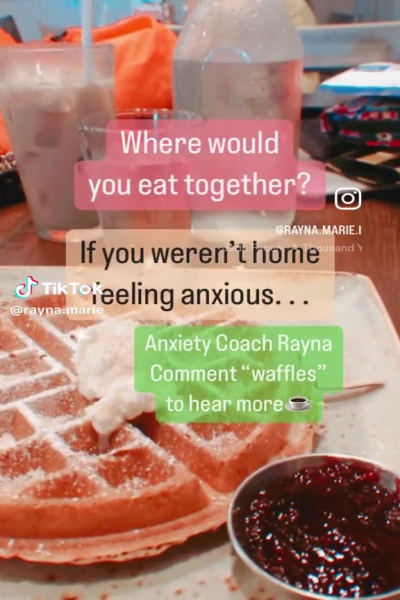 Where would
you eat together?
@RAYNA.MARIE.I
A Thousand Y
If you weren't home
feeling anxious...
TikTok
@rayna.marie
Anxiety Coach Rayna
Comment “waffles”
to hear more